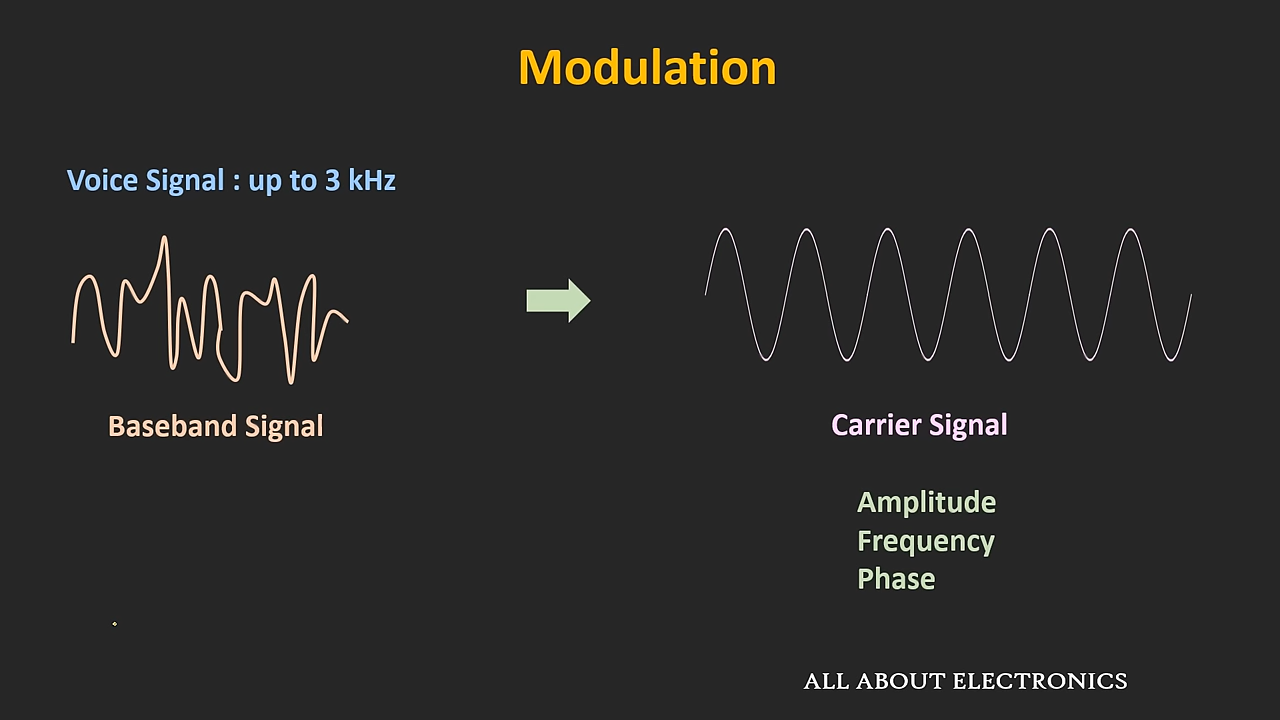 Modulation
Voice Signal : up to 3 kHz
Baseband Signal
Carrier Signal
Amplitude
Frequency
Phase
ALL ABOUT ELECTRONICS